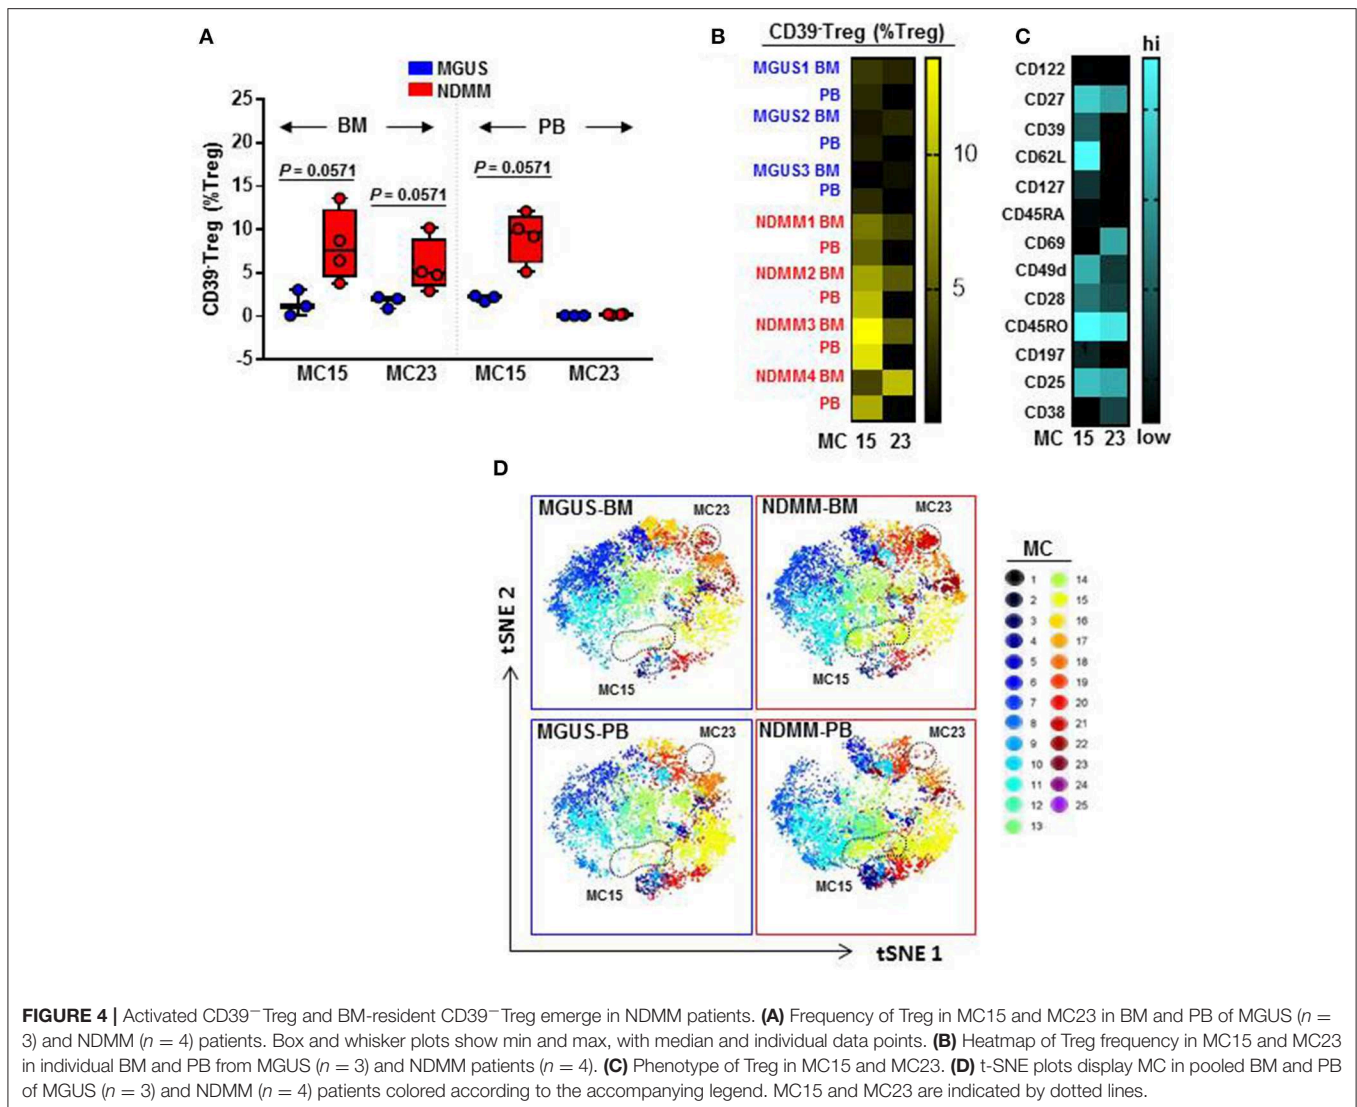 A
MGUS
NDMM
25
20
15
10
5
0
-5
CD39-Treg (%Treg)
BM
PB
P = 0.0571
P = 0.0571
P = 0.0571
MC15
MC23
MC15
MC23
B
CD39-Treg (%Treg)
MGUS1 BM
PB
MGUS2 BM
PB
MGUS3 BM
PB
NDMM1 BM
PB
NDMM2 BM
PB
NDMM3 BM
PB
NDMM4 BM
PB
MC 15 23
10
5
C
hi
CD122
CD27
CD39
CD62L
CD127
CD45RA
CD69
CD49d
CD28
CD45RO
CD197
CD25
CD38
MC 15 23 low
D
MGUS-BM
MC23
MC15
NDMM-BM
MC23
MC15
MGUS-PB
MC23
MC15
NDMM-PB
MC23
MC15
tSNE 2
tSNE 1
MC
1 14
2 15
3 16
4 17
5 18
6 19
7 20
8 21
9 22
10 23
11 24
12 25
13
FIGURE 4 | Activated CD39− Treg and BM-resident CD39− Treg emerge in NDMM patients. (A) Frequency of Treg in MC15 and MC23 in BM and PB of MGUS (n =
3) and NDMM (n = 4) patients. Box and whisker plots show min and max, with median and individual data points. (B) Heatmap of Treg frequency in MC15 and MC23
in individual BM and PB from MGUS (n = 3) and NDMM patients (n = 4). (C) Phenotype of Treg in MC15 and MC23. (D) t-SNE plots display MC in pooled BM and PB
of MGUS (n = 3) and NDMM (n = 4) patients colored according to the accompanying legend. MC15 and MC23 are indicated by dotted lines.